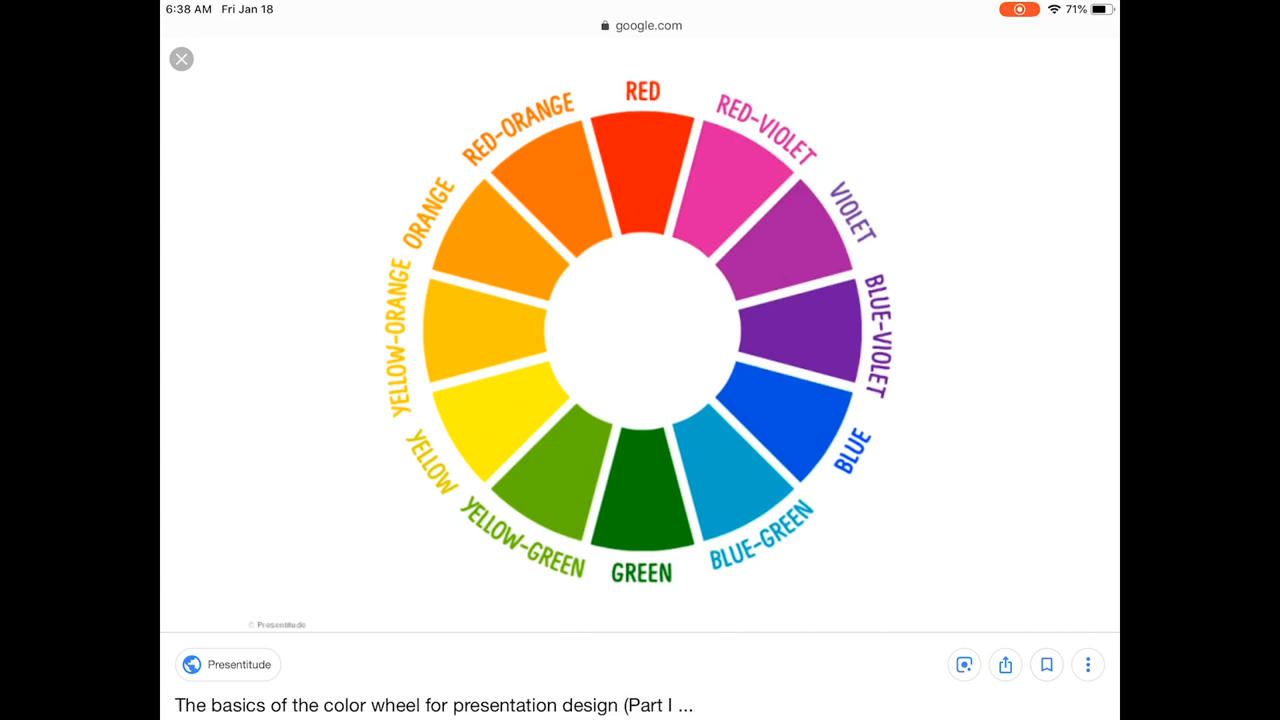 6:38 AM Fri Jan 18
71%
google.com
RED
RED-ORANGE
RED-VIOLET
ORANGE
VIOLET
YELLOW-ORANGE
BLUE-VIOLET
YELLOW
BLUE
YELLOW-GREEN
BLUE-GREEN
GREEN
© Presentitude
Presentitude
The basics of the color wheel for presentation design (Part I ...